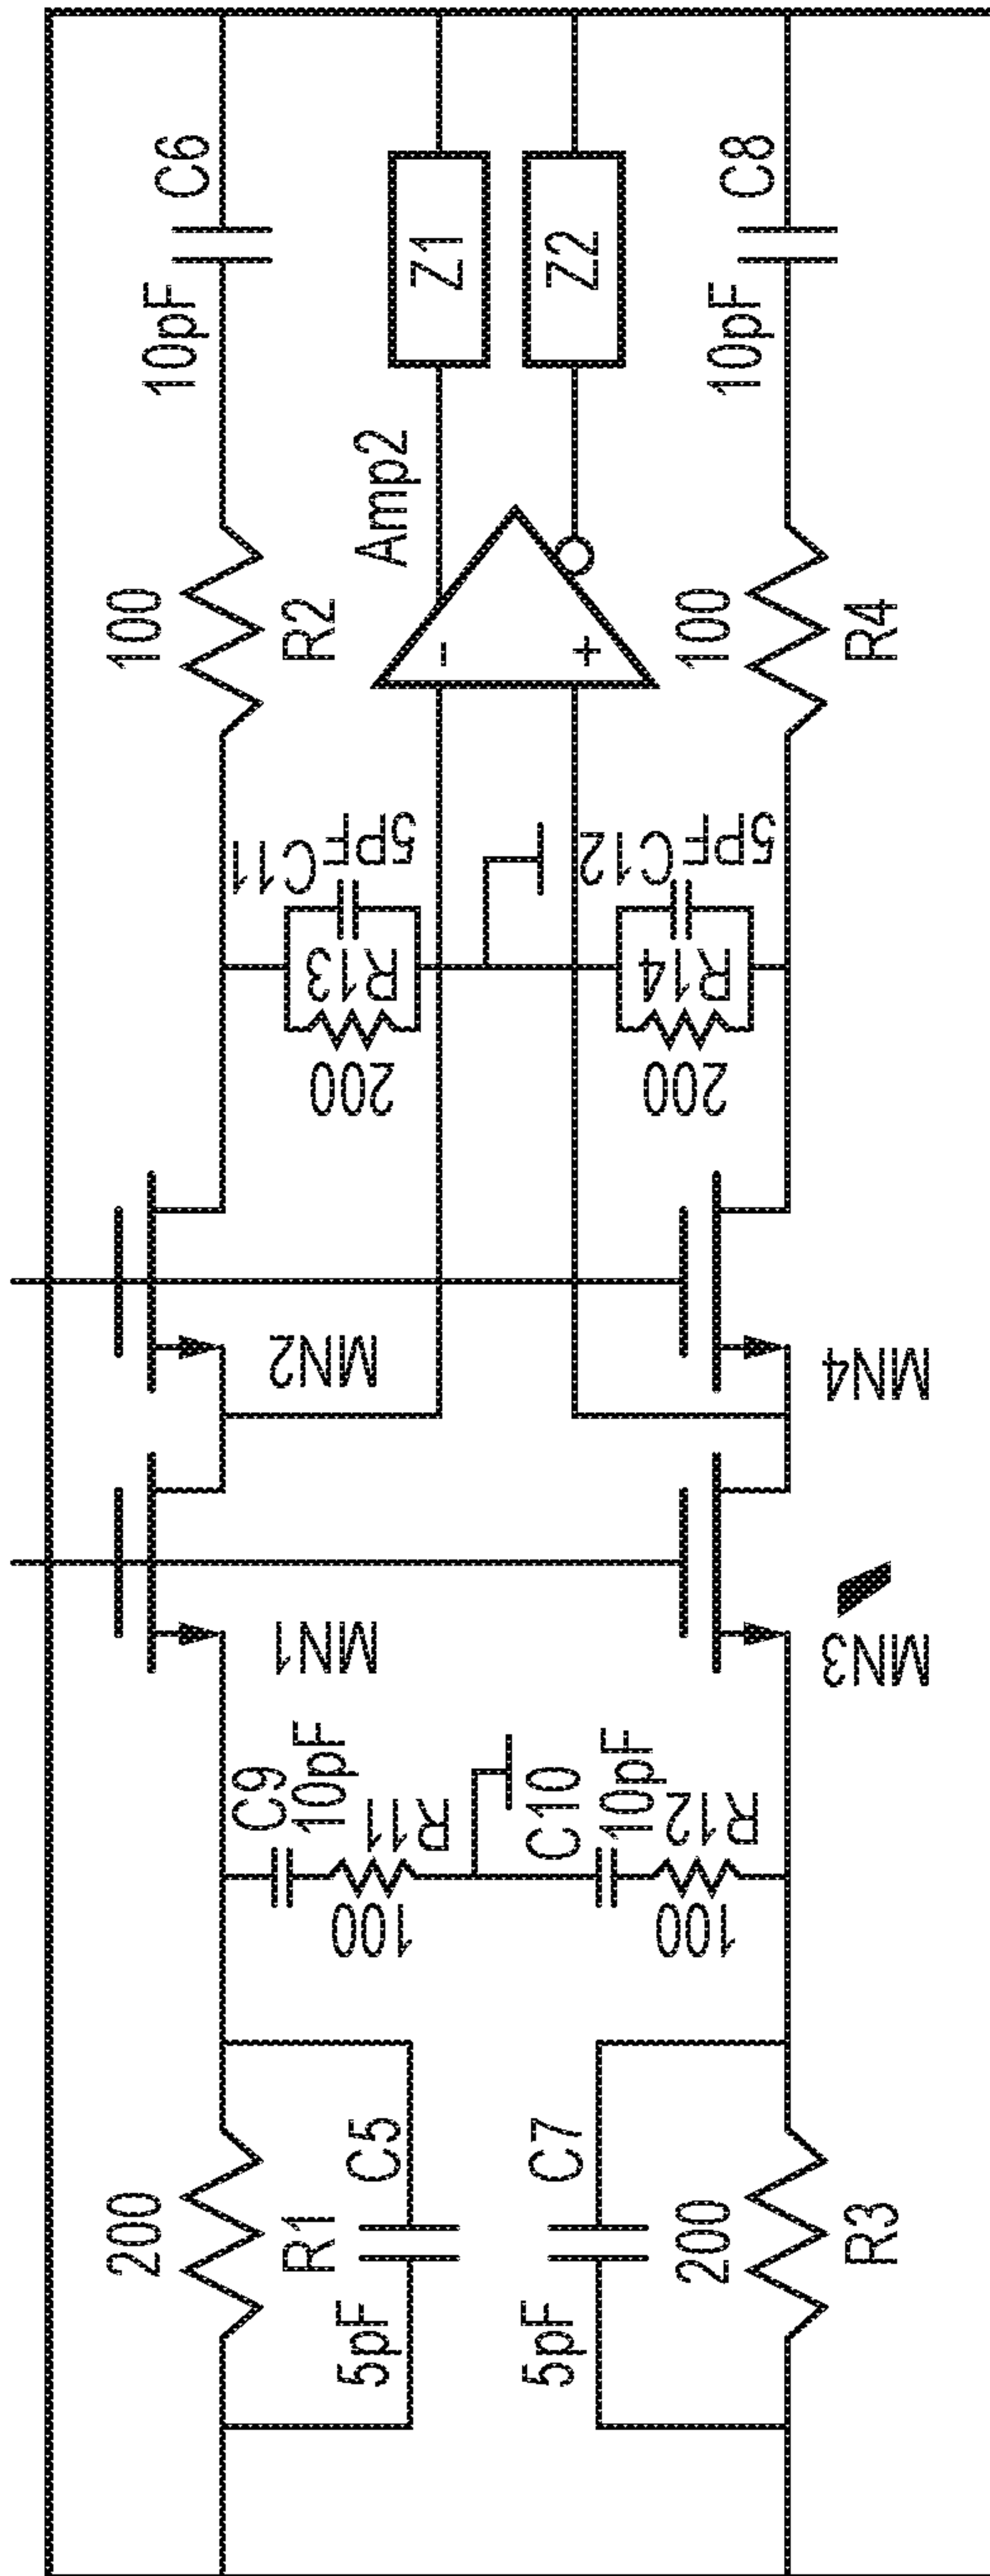 200
R1
5pF
C5
C9
10pF
R11
100
MN1
MN2
200
R13
C11
5PF
100
R2
Amp2
-
+
10pF
C6
Z1
Z2
5pF
C7
200
R3
C10
10pF
R12
100
MN3
MN4
200
R14
C12
5PF
100
R4
10pF
C8